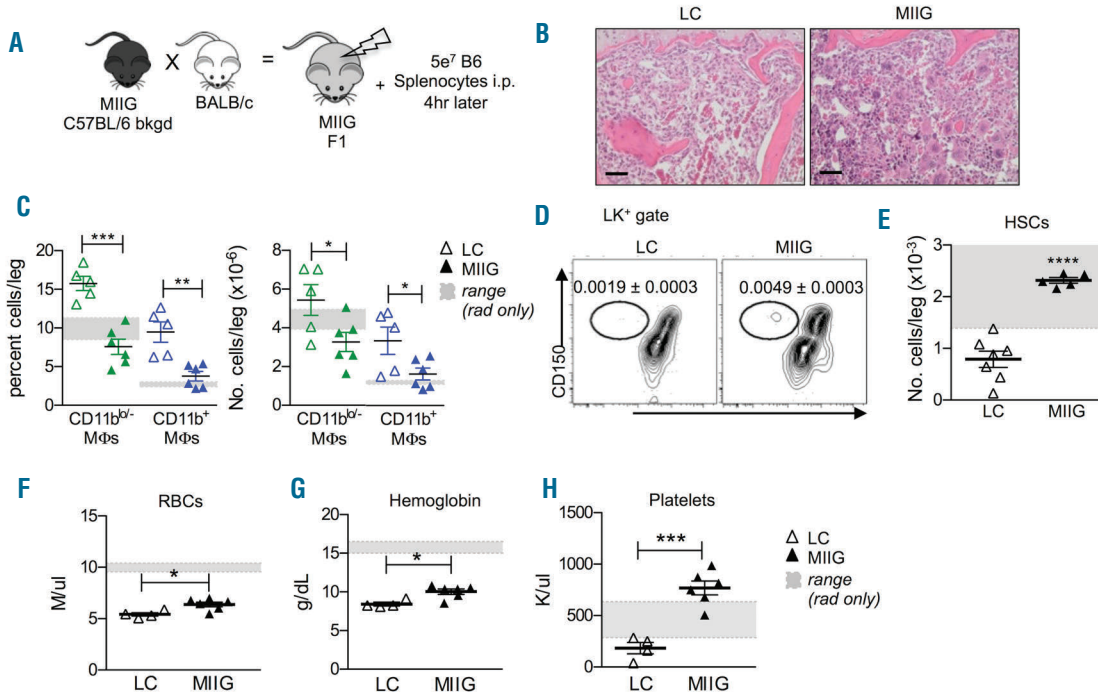 A
MIIG
C57BL/6 bkgd
X
BALB/c
=
MIIG
F1
+
5e⁷ B6
Splenocytes i.p.
4hr later
B
LC
MIIG
C
percent cells/leg
20
15
10
5
0
***
**
CD11b^lo/-
MΦs
CD11b⁺
MΦs
No. cells/leg (x10⁻⁶)
8
6
4
2
0
*
*
CD11b^lo/-
MΦs
CD11b⁺
MΦs
LC
MIIG
range
(rad only)
D
LK⁺ gate
LC
MIIG
0.0019 ± 0.0003
0.0049 ± 0.0003
CD150
E
HSCs
No. cells/leg (x10⁻³)
3
2
1
0
****
LC
MIIG
F
RBCs
M/ul
15
10
5
0
*
LC
MIIG
G
Hemoglobin
g/dL
20
15
10
5
0
*
LC
MIIG
H
Platelets
K/ul
1500
1000
500
0
***
LC
MIIG
LC
MIIG
range
(rad only)